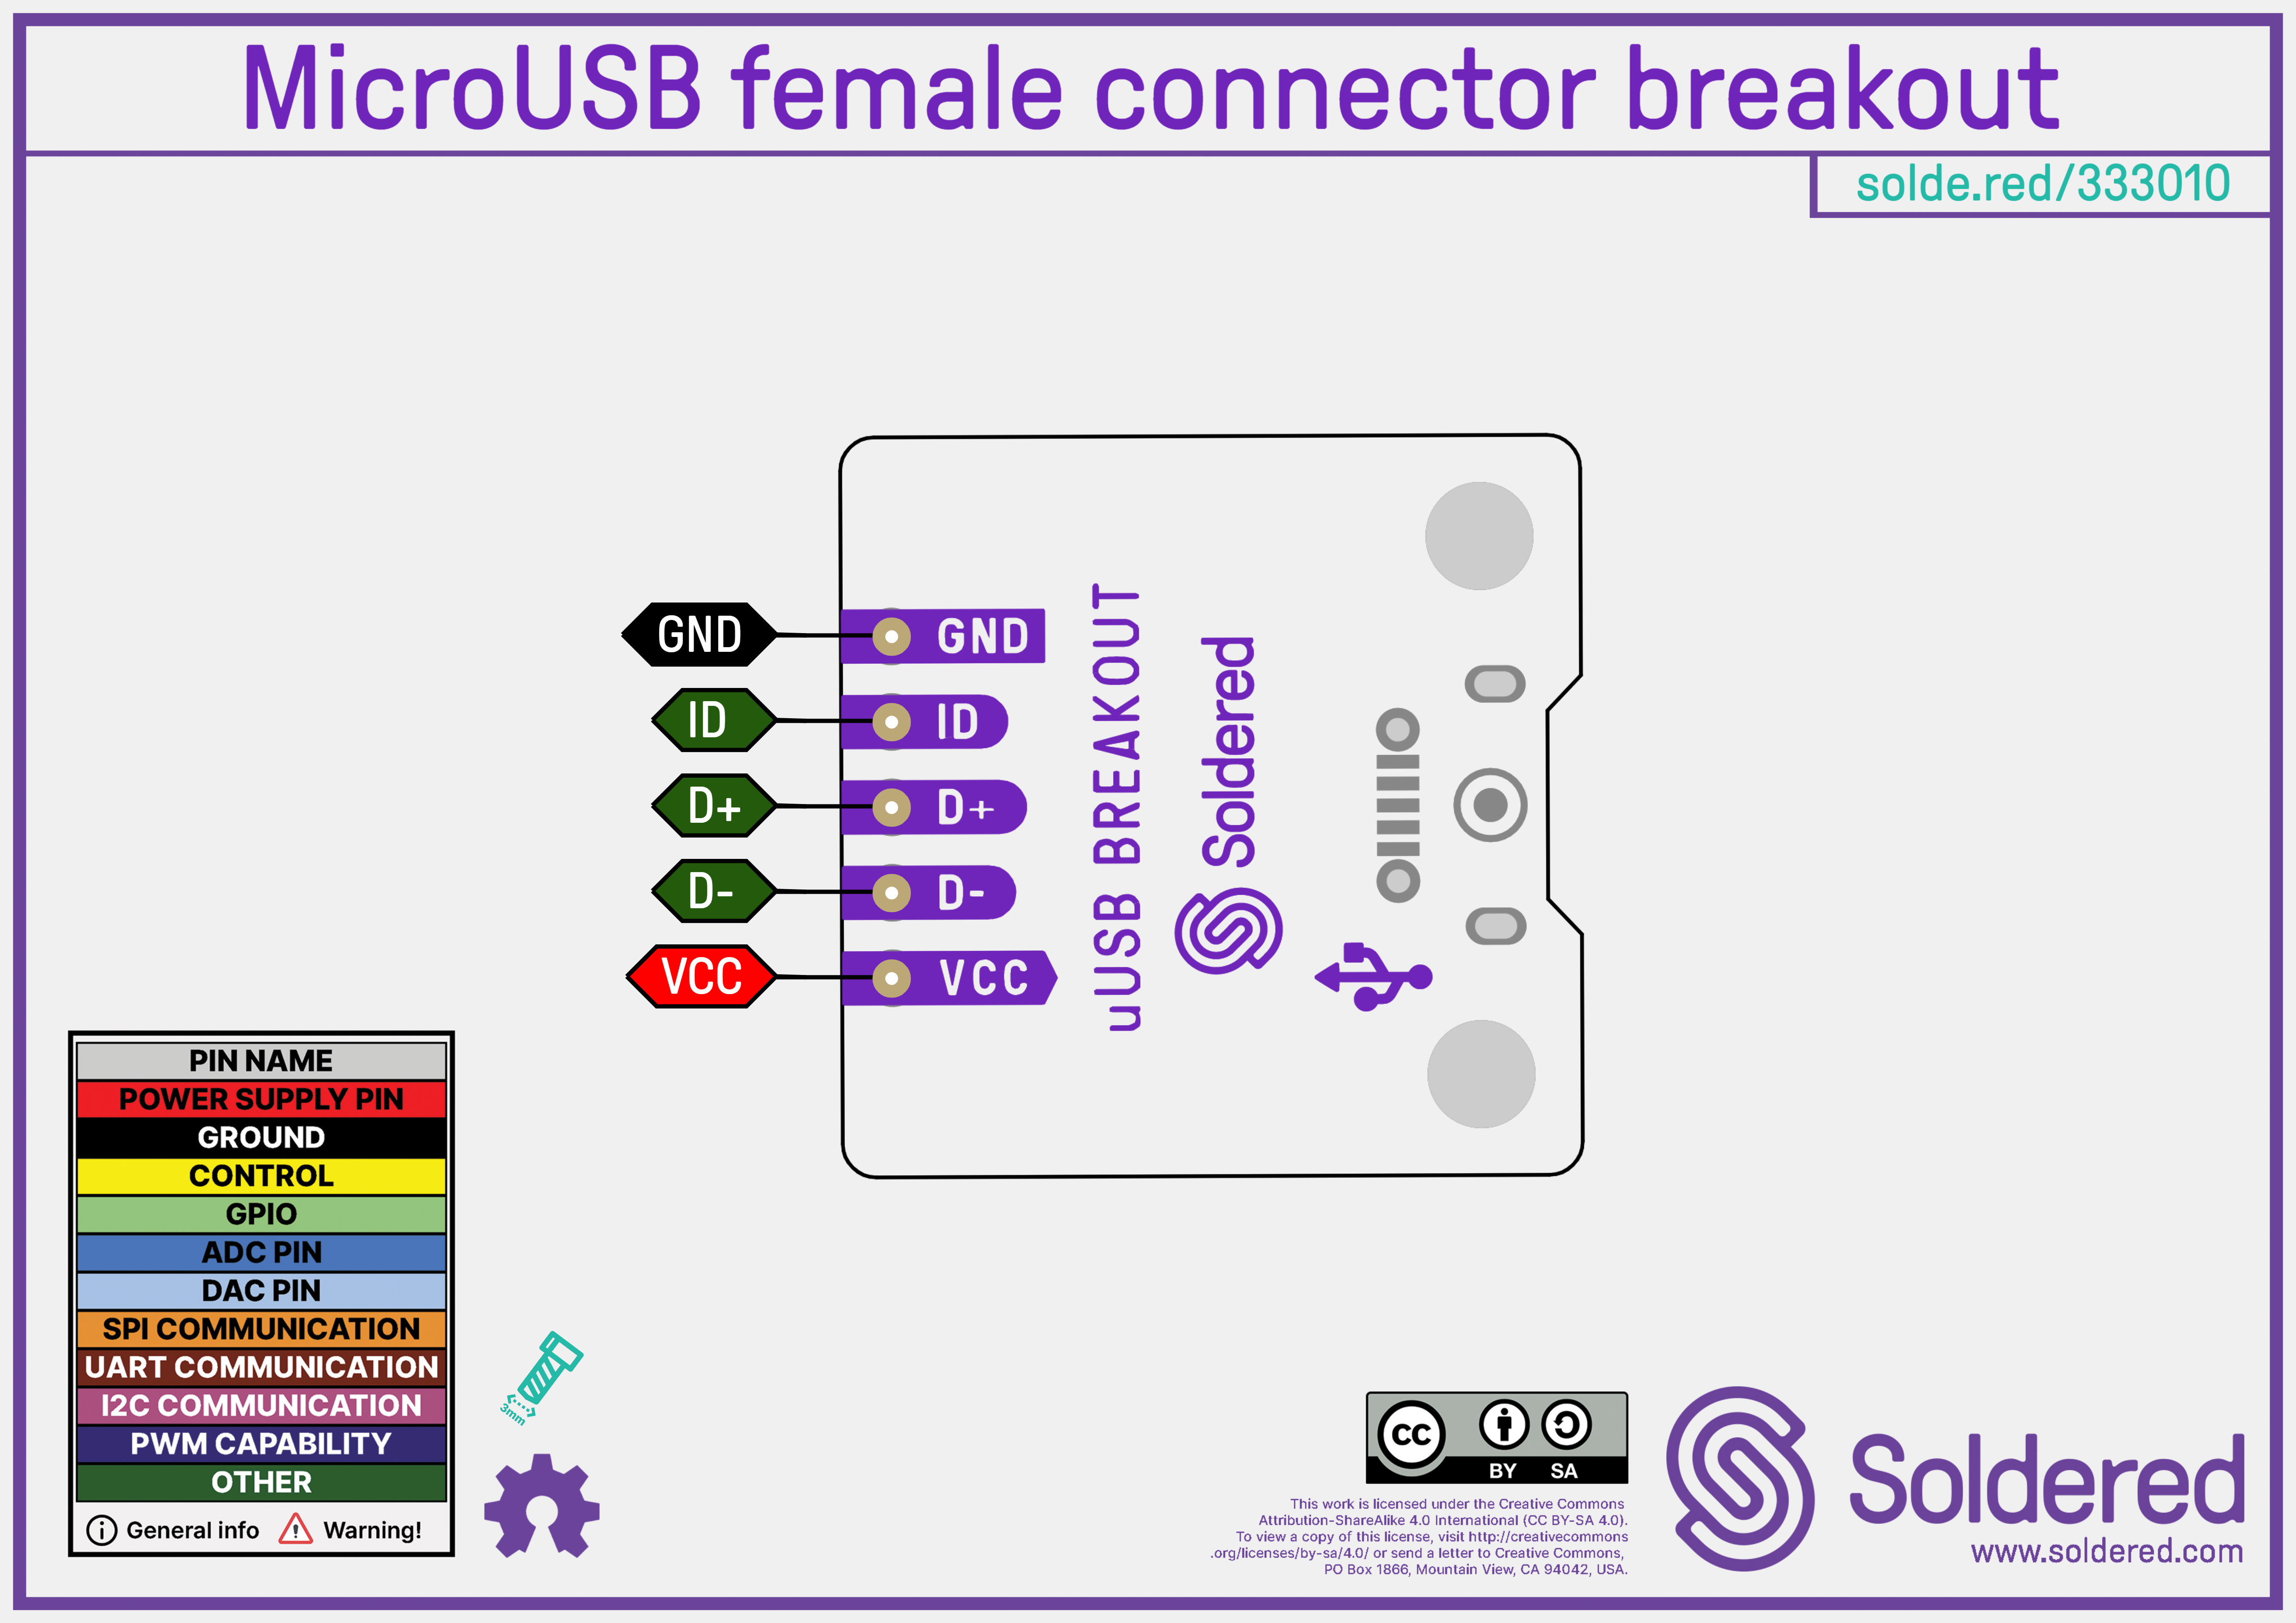 MicroUSB female connector breakout
solde.red/333010
GND
GND
ID
ID
D+
D+
D-
D-
VCC
VCC
uUSB BREAKOUT
Soldered
PIN NAME
POWER SUPPLY PIN
GROUND
CONTROL
GPIO
ADC PIN
DAC PIN
SPI COMMUNICATION
UART COMMUNICATION
I2C COMMUNICATION
PWM CAPABILITY
OTHER
General info
Warning!
3mm
CC
BY SA
This work is licensed under the Creative Commons
Attribution-ShareAlike 4.0 International (CC BY-SA 4.0).
To view a copy of this license, visit http://creativecommons
.org/licenses/by-sa/4.0/ or send a letter to Creative Commons,
PO Box 1866, Mountain View, CA 94042, USA.
Soldered
www.soldered.com